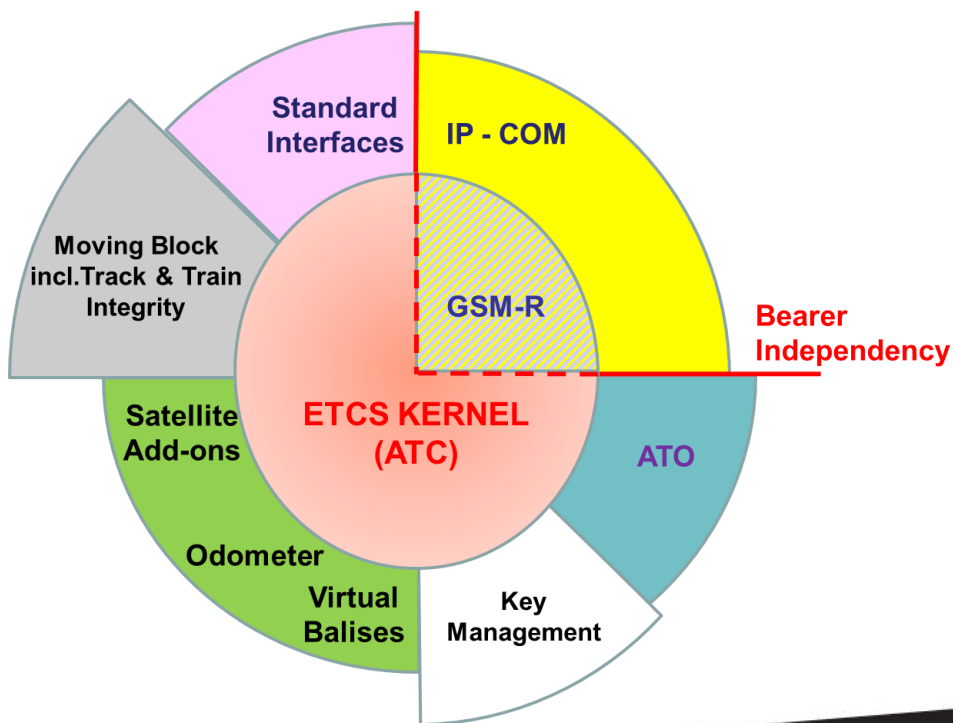 Standard
Interfaces
IP - COM
Moving Block
incl.Track & Train
Integrity
GSM-R
Bearer
Independency
ETCS KERNEL
(ATC)
Satellite
Add-ons
ATO
Odometer
Virtual
Balises
Key
Management